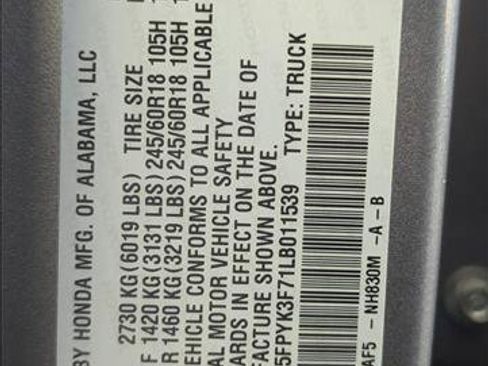 BY HONDA MFG. OF ALABAMA, LLC
2730 KG(6019 LBS) TIRE SIZE
F 1420 KG(3131 LBS) 245/60R18 105H
R 1460 KG(3219 LBS) 245/60R18 105H
EHICLE CONFORMS TO ALL APPLICABLE
AL MOTOR VEHICLE SAFETY
ARDS IN EFFECT ON THE DATE OF
FACTURE SHOWN ABOVE.
5FPYK3F71LB011539 TYPE: TRUCK
AF5 - NH830M -A -B